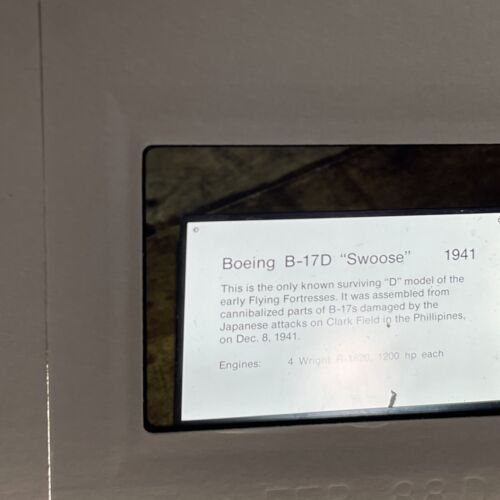 Boeing B-17D "Swoose" 1941
This is the only known surviving "D" model of the
early Flying Fortresses. It was assembled from
cannibalized parts of B-17s damaged by the
Japanese attacks on Clark Field in the Phillipines,
on Dec. 8, 1941.
Engines: 4 Wright R-1820, 1200 hp each